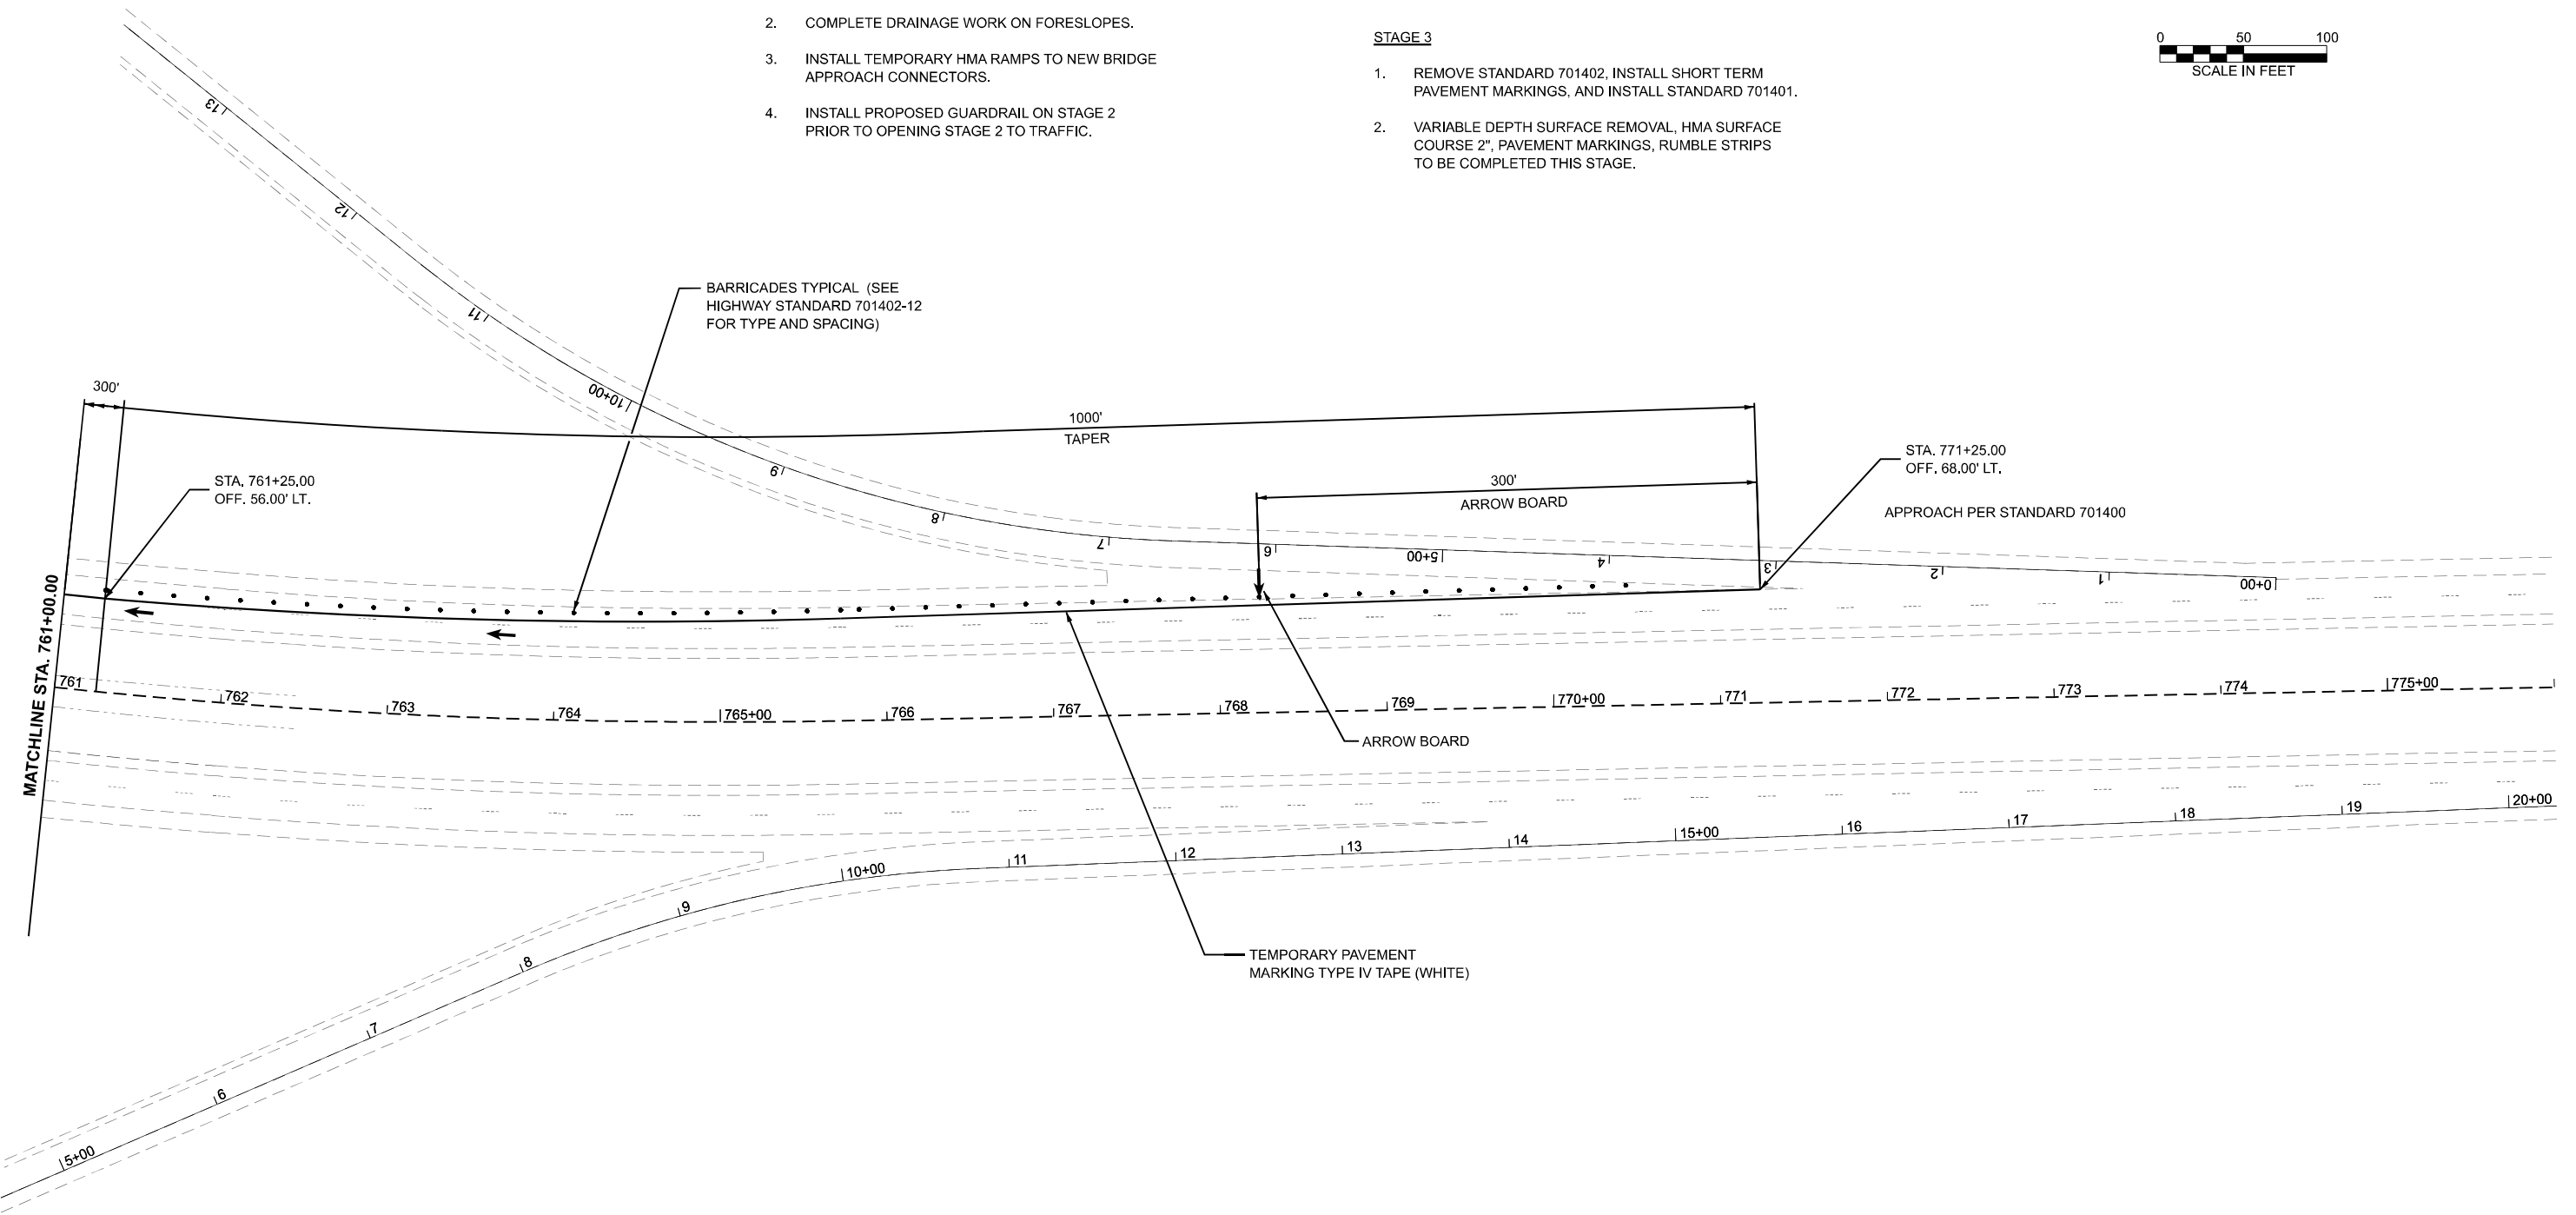 2. COMPLETE DRAINAGE WORK ON FORESLOPES.
3. INSTALL TEMPORARY HMA RAMPS TO NEW BRIDGE
APPROACH CONNECTORS.
4. INSTALL PROPOSED GUARDRAIL ON STAGE 2
PRIOR TO OPENING STAGE 2 TO TRAFFIC.
STAGE 3
1. REMOVE STANDARD 701402, INSTALL SHORT TERM
PAVEMENT MARKINGS, AND INSTALL STANDARD 701401.
2. VARIABLE DEPTH SURFACE REMOVAL, HMA SURFACE
COURSE 2", PAVEMENT MARKINGS, RUMBLE STRIPS
TO BE COMPLETED THIS STAGE.
0 50 100
SCALE IN FEET
13
12
11
10+00
9
8
7
6
5+00
4
3
2
1
0+00
BARRICADES TYPICAL (SEE
HIGHWAY STANDARD 701402-12
FOR TYPE AND SPACING)
300'
1000'
TAPER
STA. 761+25.00
OFF. 56.00' LT.
300'
ARROW BOARD
STA. 771+25.00
OFF. 68.00' LT.
APPROACH PER STANDARD 701400
MATCHLINE STA. 761+00.00
761
762
763
764
765+00
766
767
768
769
770+00
771
772
773
774
775+00
ARROW BOARD
TEMPORARY PAVEMENT
MARKING TYPE IV TAPE (WHITE)
5+00
6
7
8
9
10+00
11
12
13
14
15+00
16
17
18
19
20+00